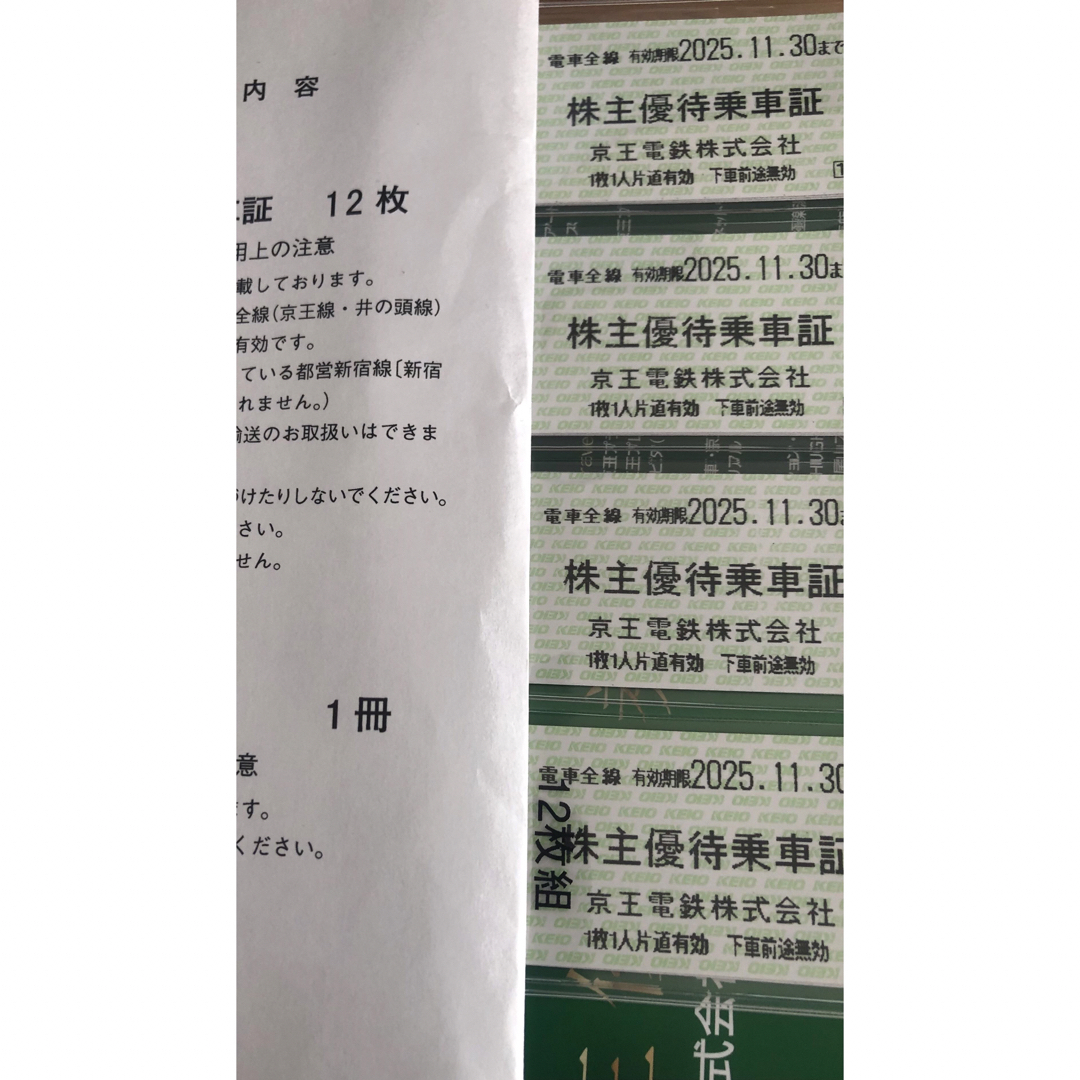 内容
証 12枚
用上の注意
載しております。
全線(京王線・井の頭線)
有効です。
ている都営新宿線〔新宿
れません。)
輸送のお取扱いはできま
けたりしないでください。
さい。
せん。
1冊
意
す。
ください。
電車全線 有効期限2025.11.30まで
株主優待乗車証
京王電鉄株式会社
1枚1人片道有効 下車前途無効
電車全線 有効期限2025.11.30ま
株主優待乗車証
京王電鉄株式会社
1枚1人片道有効 下車前途無効
電車全線 有効期限2025.11.30
株主優待乗車証
京王電鉄株式会社
1枚1人片道有効 下車前途無効
電車全線 有効期限2025.11.30
株主優待乗車証
京王電鉄株式会社
1枚1人片道有効 下車前途無効
12枚組
式会